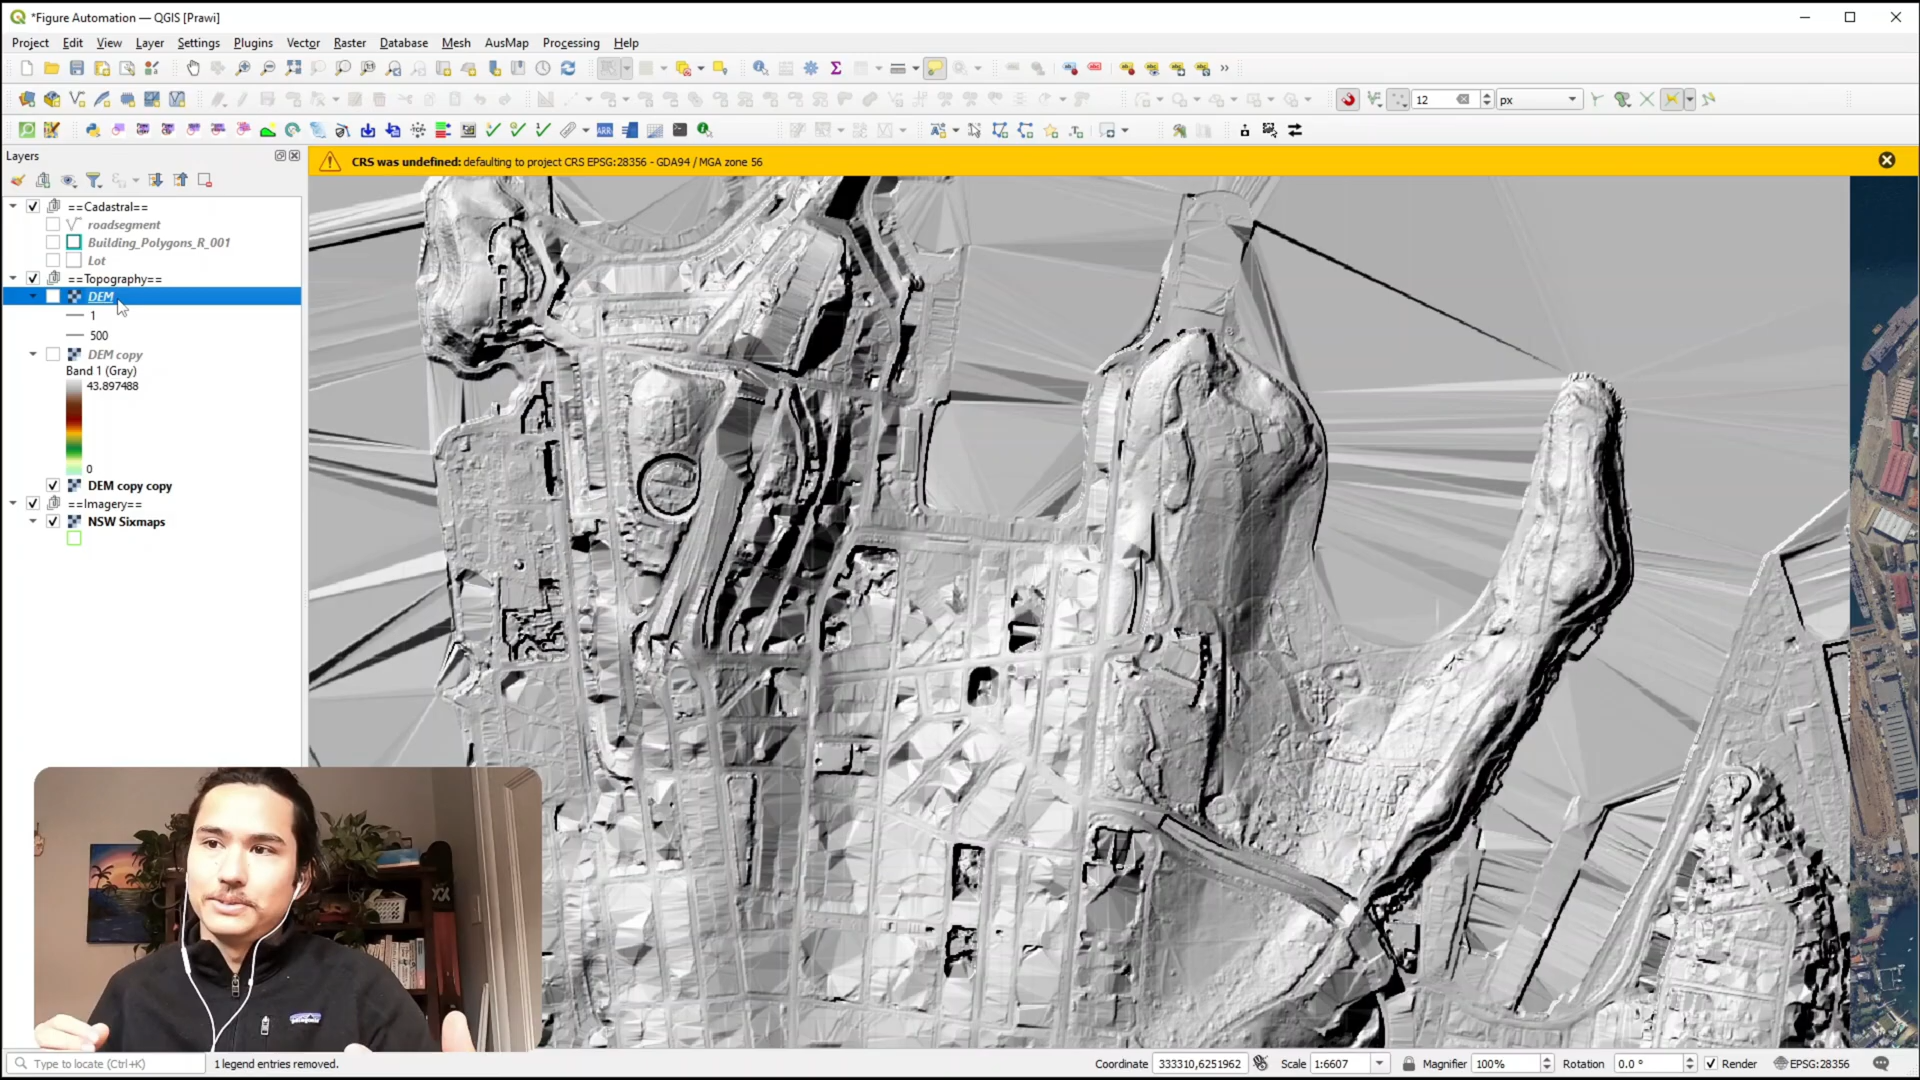 *Figure Automation — QGIS [Prawi]
Project Edit View Layer Settings Plugins Vector Raster Database Mesh AusMap Processing Help
12 px
Layers
CRS was undefined: defaulting to project CRS EPSG:28356 - GDA94 / MGA zone 56
==Cadastral==
roadsegment
Building_Polygons_R_001
Lot
==Topography==
DEM
1
500
DEM copy
Band 1 (Gray)
43.897488
0
DEM copy copy
==Imagery==
NSW Sixmaps
patagonia
Type to locate (Ctrl+K) 1 legend entries removed. Coordinate 333310,6251962 Scale 1:6607 Magnifier 100% Rotation 0.0 ° Render EPSG:28356